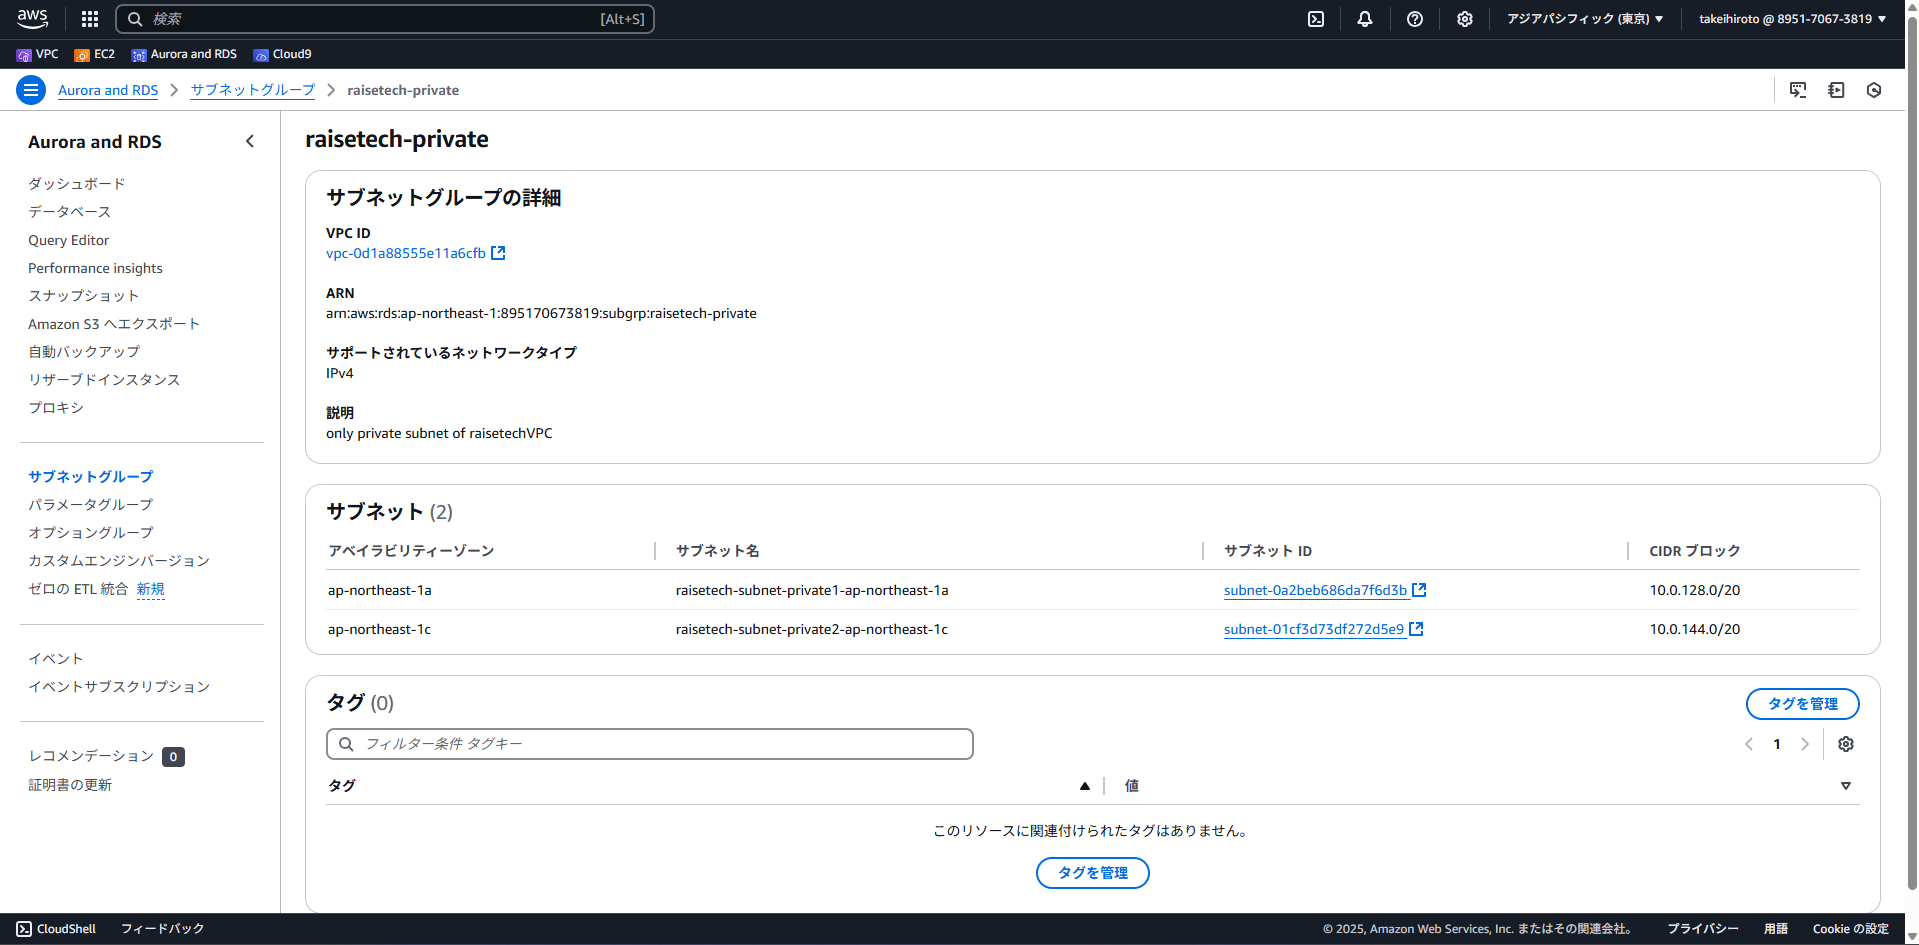 aws
検索 [Alt+S]
アジアパシフィック (東京) ▼
takeihiroto @ 8951-7067-3819 ▼
VPC EC2 Aurora and RDS Cloud9
Aurora and RDS > サブネットグループ > raisetech-private
Aurora and RDS
ダッシュボード
データベース
Query Editor
Performance insights
スナップショット
Amazon S3 へエクスポート
自動バックアップ
リザーブドインスタンス
プロキシ
サブネットグループ
パラメータグループ
オプショングループ
カスタムエンジンバージョン
ゼロの ETL 統合 新規
イベント
イベントサブスクリプション
レコメンデーション 0
証明書の更新
raisetech-private
サブネットグループの詳細
VPC ID
vpc-0d1a88555e11a6cfb
ARN
arn:aws:rds:ap-northeast-1:895170673819:subgrp:raisetech-private
サポートされているネットワークタイプ
IPv4
説明
only private subnet of raisetechVPC
サブネット (2)
アベイラビリティーゾーン サブネット名 サブネット ID CIDR ブロック
ap-northeast-1a raisetech-subnet-private1-ap-northeast-1a subnet-0a2beb686da7f6d3b 10.0.128.0/20
ap-northeast-1c raisetech-subnet-private2-ap-northeast-1c subnet-01cf3d73df272d5e9 10.0.144.0/20
タグ (0)
タグを管理
フィルター条件 タグキー
1
タグ 値
このリソースに関連付けられたタグはありません。
タグを管理
CloudShell フィードバック
© 2025, Amazon Web Services, Inc. またはその関連会社。 プライバシー 用語 Cookie の設定